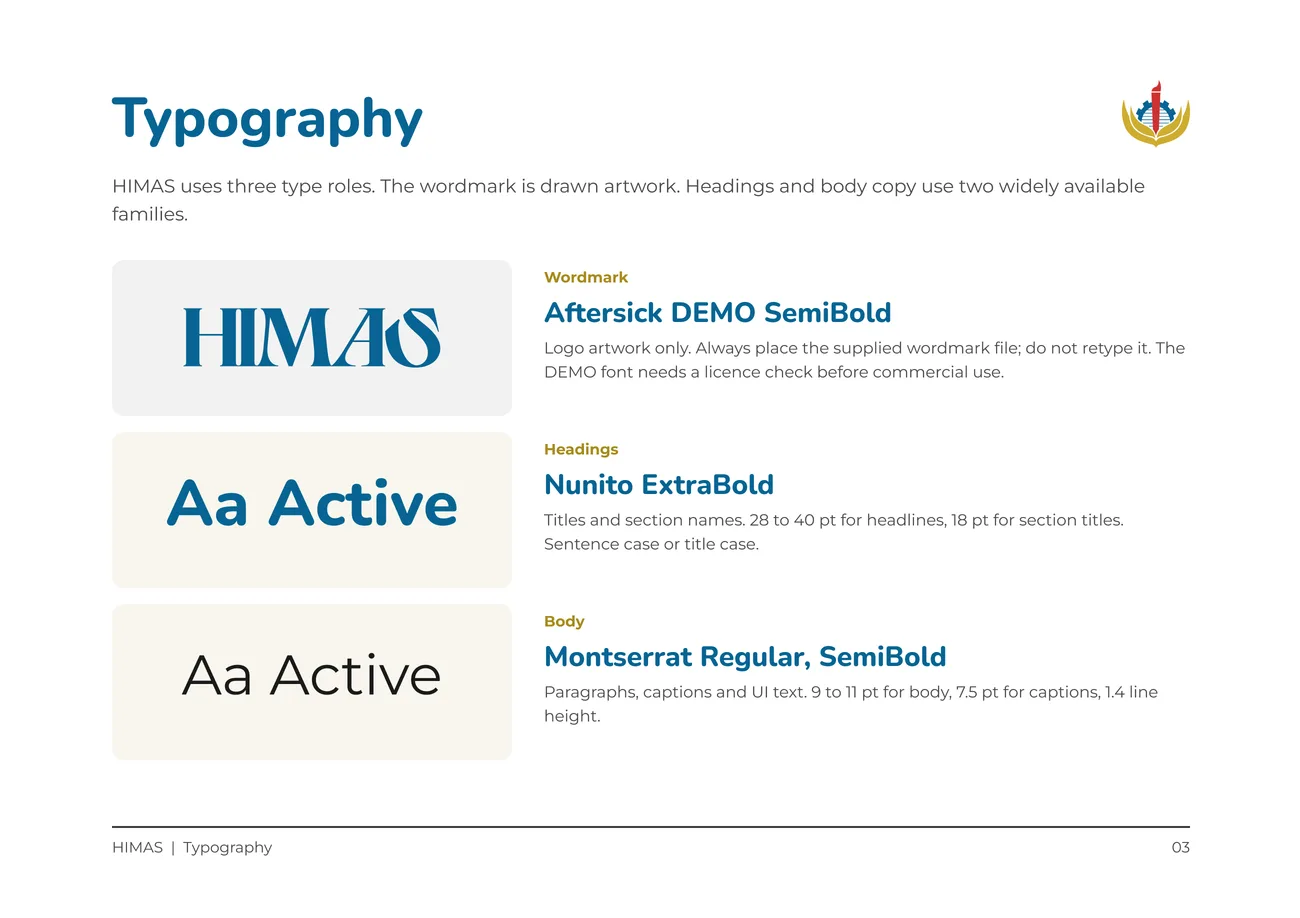 Typography
HIMAS uses three type roles. The wordmark is drawn artwork. Headings and body copy use two widely available
families.
HIMAS
Wordmark
Aftersick DEMO SemiBold
Logo artwork only. Always place the supplied wordmark file; do not retype it. The
DEMO font needs a licence check before commercial use.
Aa Active
Headings
Nunito ExtraBold
Titles and section names. 28 to 40 pt for headlines, 18 pt for section titles.
Sentence case or title case.
Aa Active
Body
Montserrat Regular, SemiBold
Paragraphs, captions and UI text. 9 to 11 pt for body, 7.5 pt for captions, 1.4 line
height.
HIMAS | Typography
03